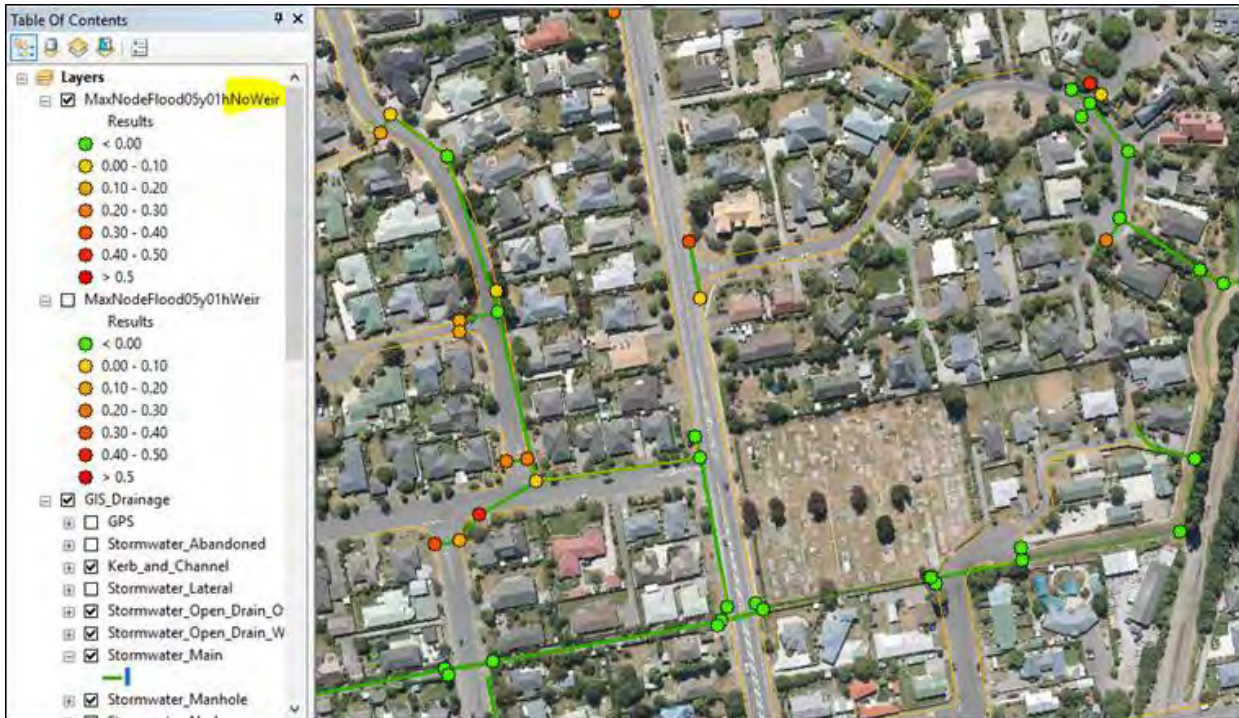 Table Of Contents
Layers
MaxNodeFlood05y01hNoWeir
Results
< 0.00
0.00 - 0.10
0.10 - 0.20
0.20 - 0.30
0.30 - 0.40
0.40 - 0.50
> 0.5
MaxNodeFlood05y01hWeir
Results
< 0.00
0.00 - 0.10
0.10 - 0.20
0.20 - 0.30
0.30 - 0.40
0.40 - 0.50
> 0.5
GIS_Drainage
GPS
Stormwater_Abandoned
Kerb_and_Channel
Stormwater_Lateral
Stormwater_Open_Drain_O
Stormwater_Open_Drain_W
Stormwater_Main
Stormwater_Manhole